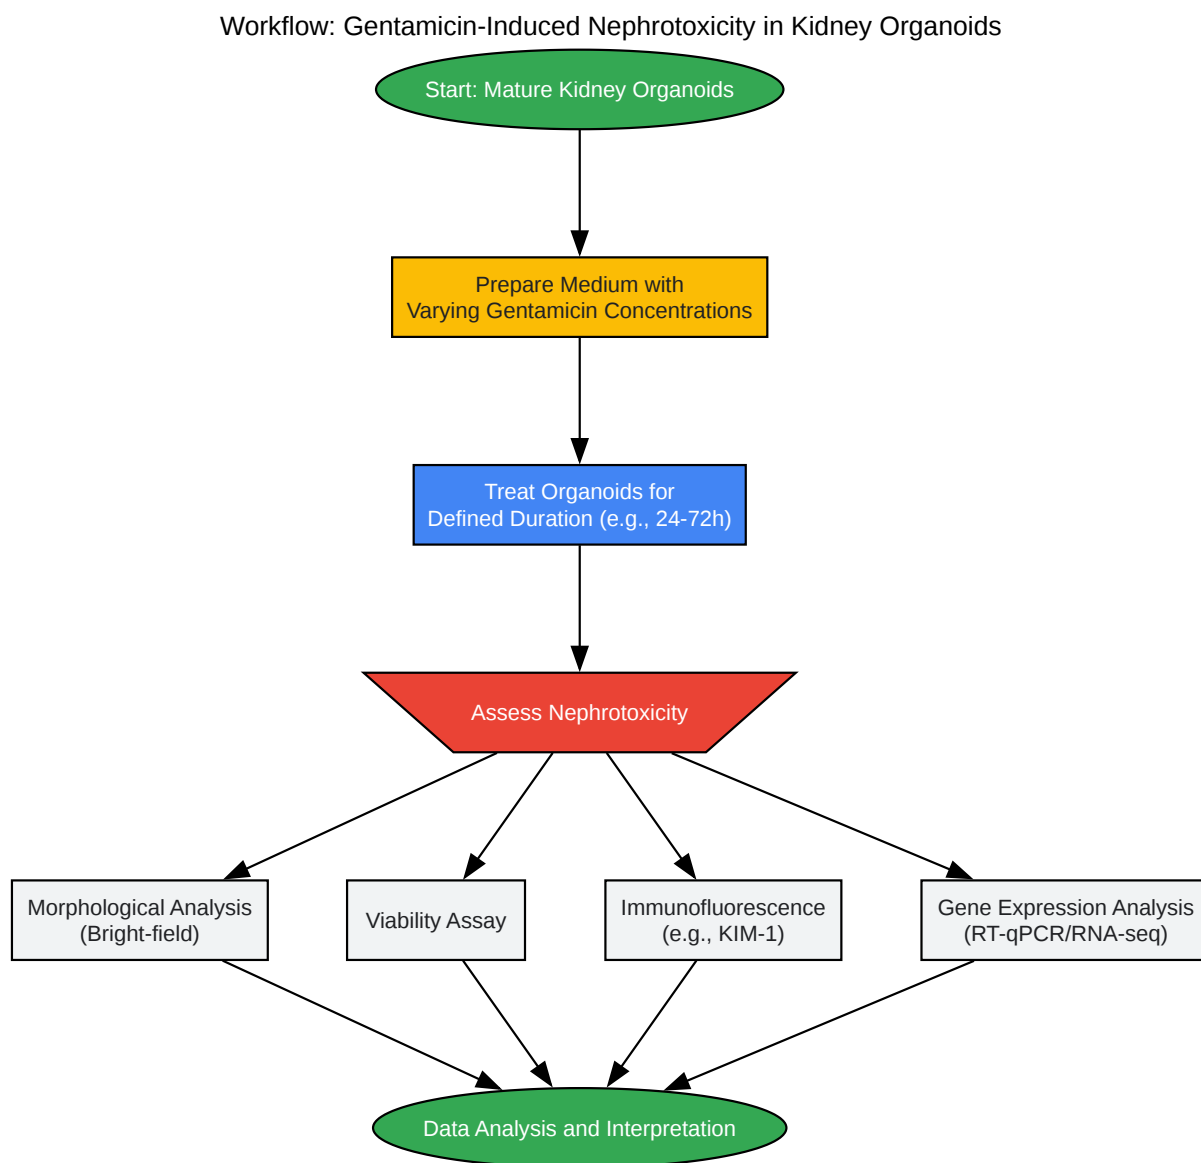 Workflow: Gentamicin-Induced Nephrotoxicity in Kidney Organoids
Start: Mature Kidney Organoids
Prepare Medium with
Varying Gentamicin Concentrations
Treat Organoids for
Defined Duration (e.g., 24-72h)
Assess Nephrotoxicity
Morphological Analysis
(Bright-field)
Viability Assay
Immunofluorescence
(e.g., KIM-1)
Gene Expression Analysis
(RT-qPCR/RNA-seq)
Data Analysis and Interpretation